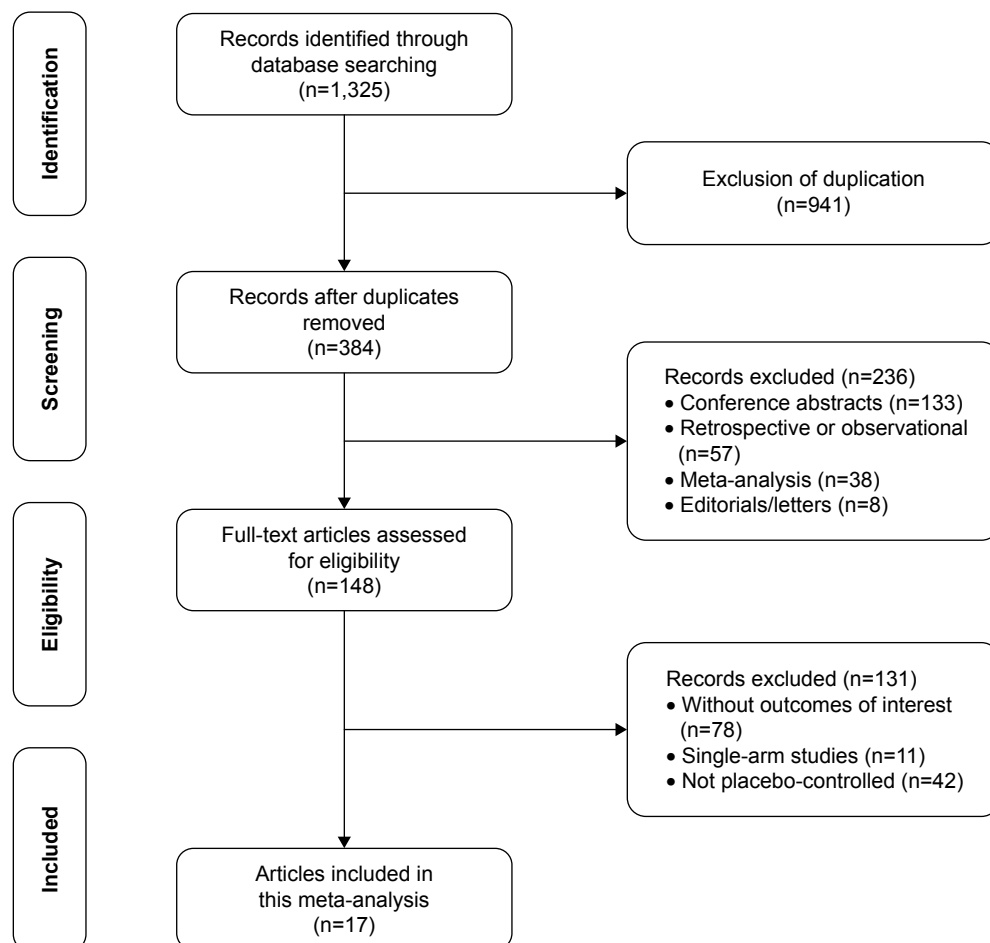 Identification
Records identified through
database searching
(n=1,325)
Exclusion of duplication
(n=941)
Screening
Records after duplicates
removed
(n=384)
Records excluded (n=236)
• Conference abstracts (n=133)
• Retrospective or observational
(n=57)
• Meta-analysis (n=38)
• Editorials/letters (n=8)
Eligibility
Full-text articles assessed
for eligibility
(n=148)
Records excluded (n=131)
• Without outcomes of interest
(n=78)
• Single-arm studies (n=11)
• Not placebo-controlled (n=42)
Included
Articles included in
this meta-analysis
(n=17)